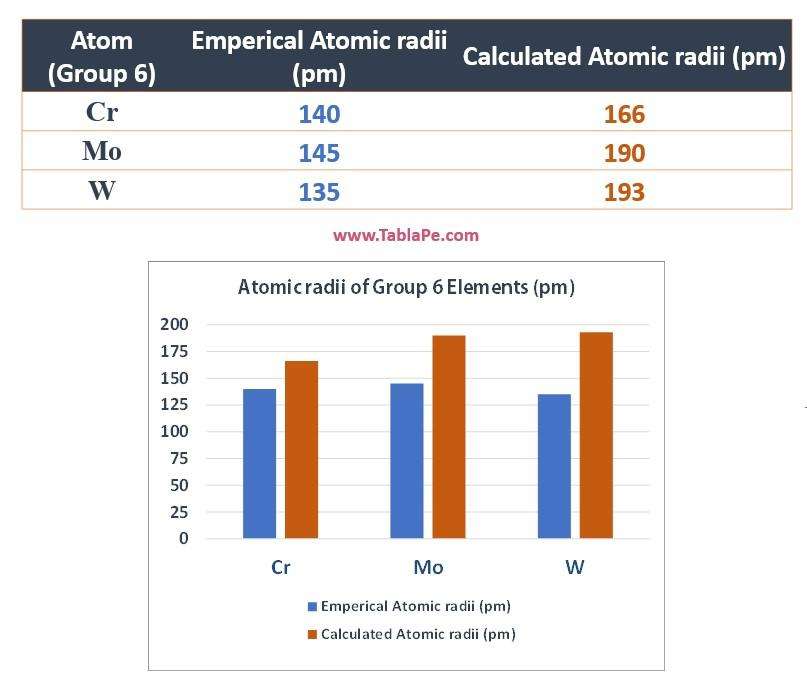 Atom Emperical Atomic radii Calculated Atomic radii (pm)
(Group 6) (pm)
Cr 140 166
Mo 145 190
W 135 193
www.TablaPe.com
Atomic radii of Group 6 Elements (pm)
200
175
150
125
100
75
50
25
0
Cr Mo W
Emperical Atomic radii (pm)
Calculated Atomic radii (pm)